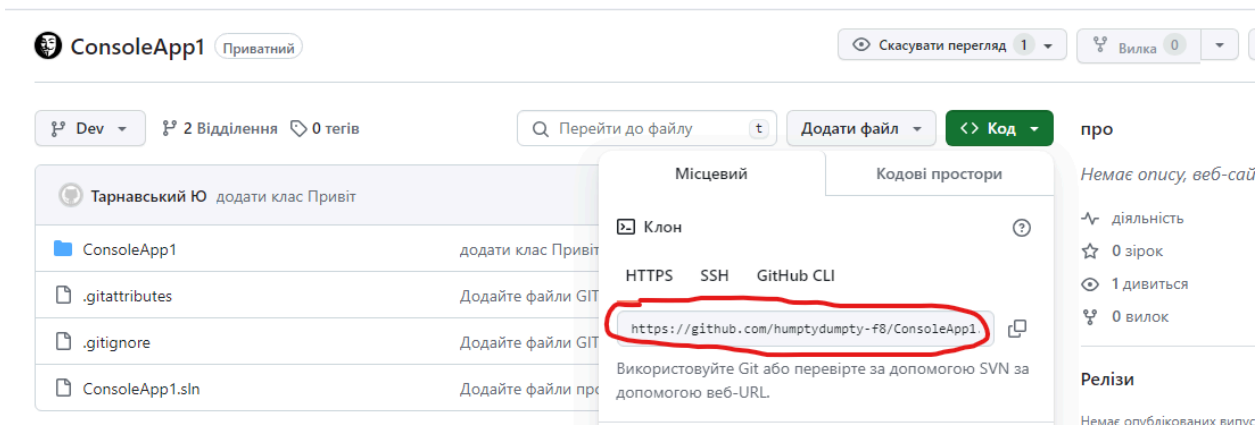 ConsoleApp1 Приватний
Скасувати перегляд 1
Вилка 0
Dev 2 Відділення 0 тегів
Перейти до файлу t
Додати файл
<> Код
Тарнавський Ю додати клас Привіт
ConsoleApp1 додати клас Привіт
.gitattributes Додайте файли GIT
.gitignore Додайте файли GIT
ConsoleApp1.sln Додайте файли
Місцевий Кодові простори
Клон
HTTPS SSH GitHub CLI
https://github.com/humptydumpty-f8/ConsoleApp1.
Використовуйте Git або перевірте за допомогою SVN за
допомогою веб-URL.
про
Немає опису,
діяльність
0 зірок
1 дивиться
0 вилок
Релізи
Немає опублікованих